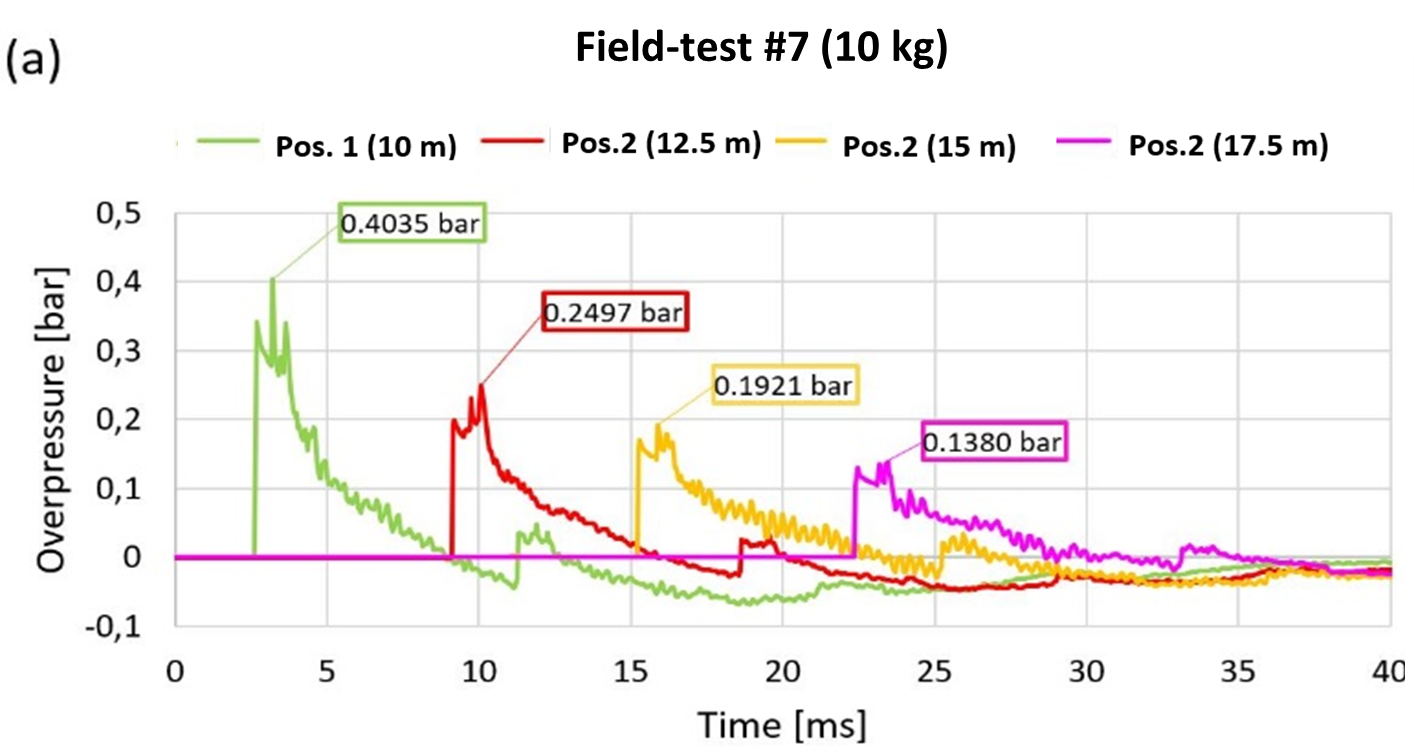 (a)
Field-test #7 (10 kg)
Pos. 1 (10 m) Pos.2 (12.5 m) Pos.2 (15 m) Pos.2 (17.5 m)
0,5
0.4035 bar
0,4
0.2497 bar
0,3
0.1921 bar
0,2
0.1380 bar
0,1
0
-0,1
Overpressure [bar]
0 5 10 15 20 25 30 35 40
Time [ms]